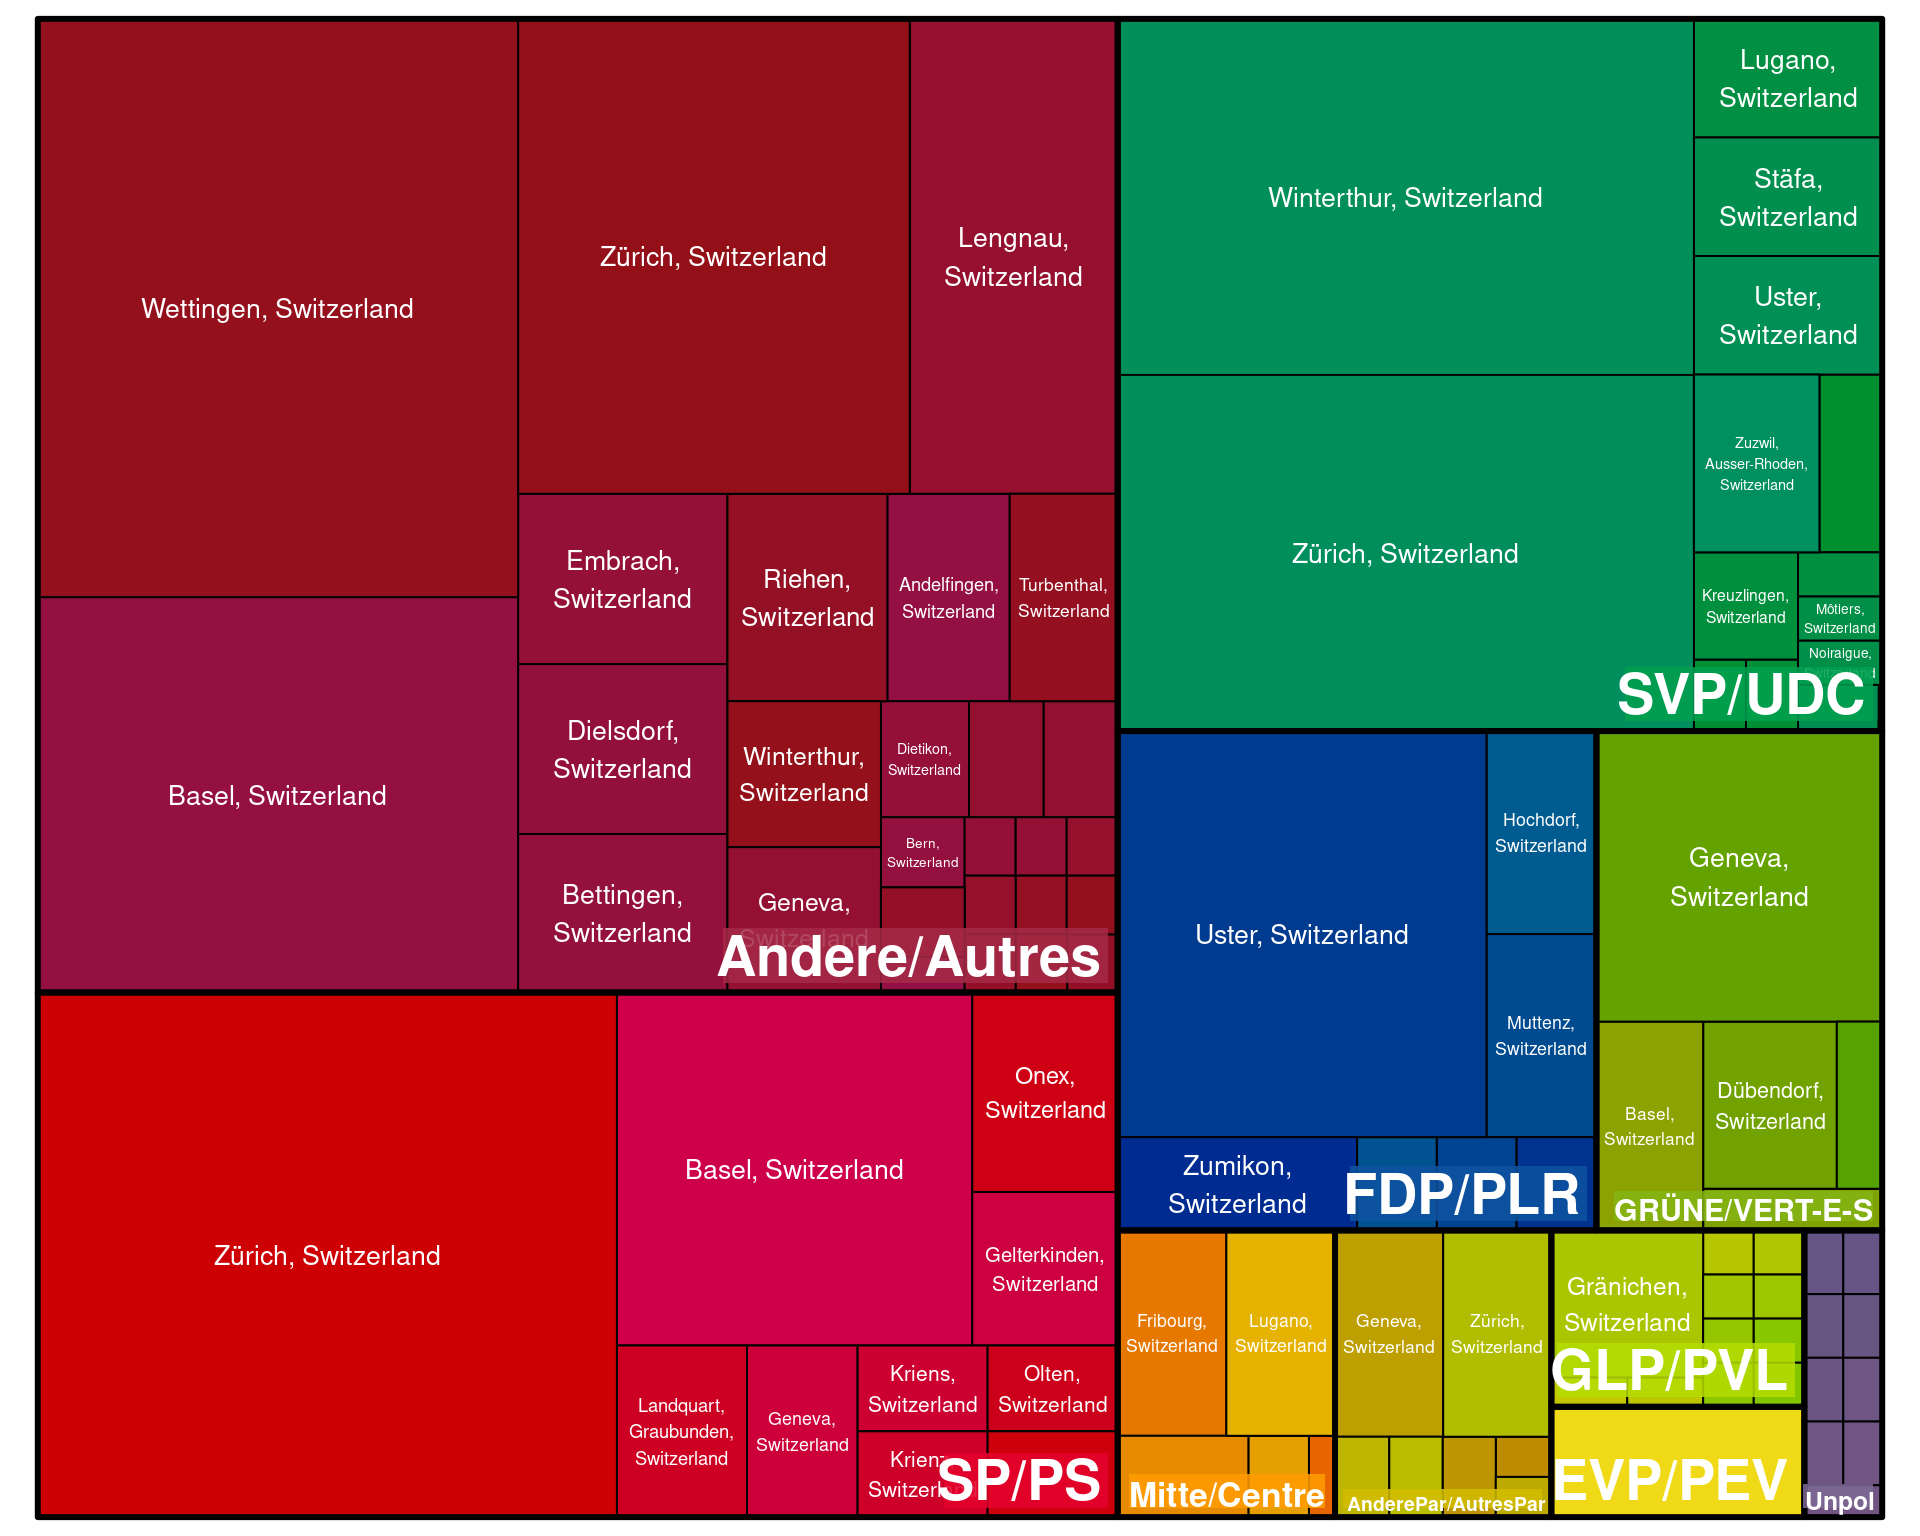 Wettingen, Switzerland
Zürich, Switzerland
Lengnau,
Switzerland
Basel, Switzerland
Embrach,
Switzerland
Riehen,
Switzerland
Andelfingen,
Switzerland
Turbenthal,
Switzerland
Dielsdorf,
Switzerland
Winterthur,
Switzerland
Dietikon,
Switzerland
Bern,
Switzerland
Bettingen,
Switzerland
Geneva,
Switzerland
Andere/Autres
Zürich, Switzerland
Basel, Switzerland
Onex,
Switzerland
Gelterkinden,
Switzerland
Landquart,
Graubunden,
Switzerland
Geneva,
Switzerland
Kriens,
Switzerland
Olten,
Switzerland
SP/PS
Winterthur, Switzerland
Lugano,
Switzerland
Stäfa,
Switzerland
Uster,
Switzerland
Zürich, Switzerland
Zuzwil,
Ausser-Rhoden,
Switzerland
Kreuzlingen,
Switzerland
Môtiers,
Switzerland
Noiraigue,
Switzerland
SVP/UDC
Uster, Switzerland
Hochdorf,
Switzerland
Muttenz,
Switzerland
Zumikon,
Switzerland
FDP/PLR
Geneva,
Switzerland
Basel,
Switzerland
Dübendorf,
Switzerland
GRÜNE/VERT-E-S
Fribourg,
Switzerland
Lugano,
Switzerland
Mitte/Centre
Geneva,
Switzerland
Zürich,
Switzerland
AnderePar/AutresPar
Gränichen,
Switzerland
GLP/PVL
EVP/PEV
Unpol